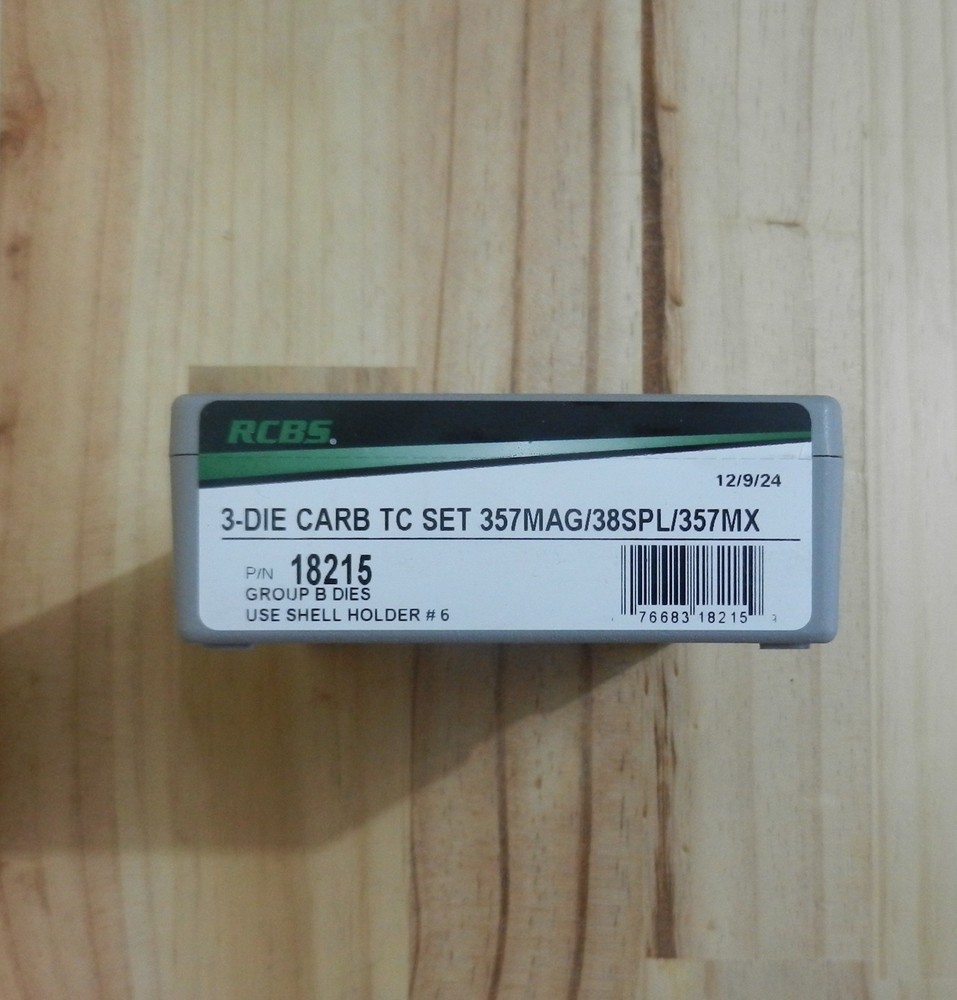 RCBS.
12/9/24
3-DIE CARB TC SET 357MAG/38SPL/357MX
P/N 18215
GROUP B DIES
USE SHELL HOLDER # 6
76683 18215